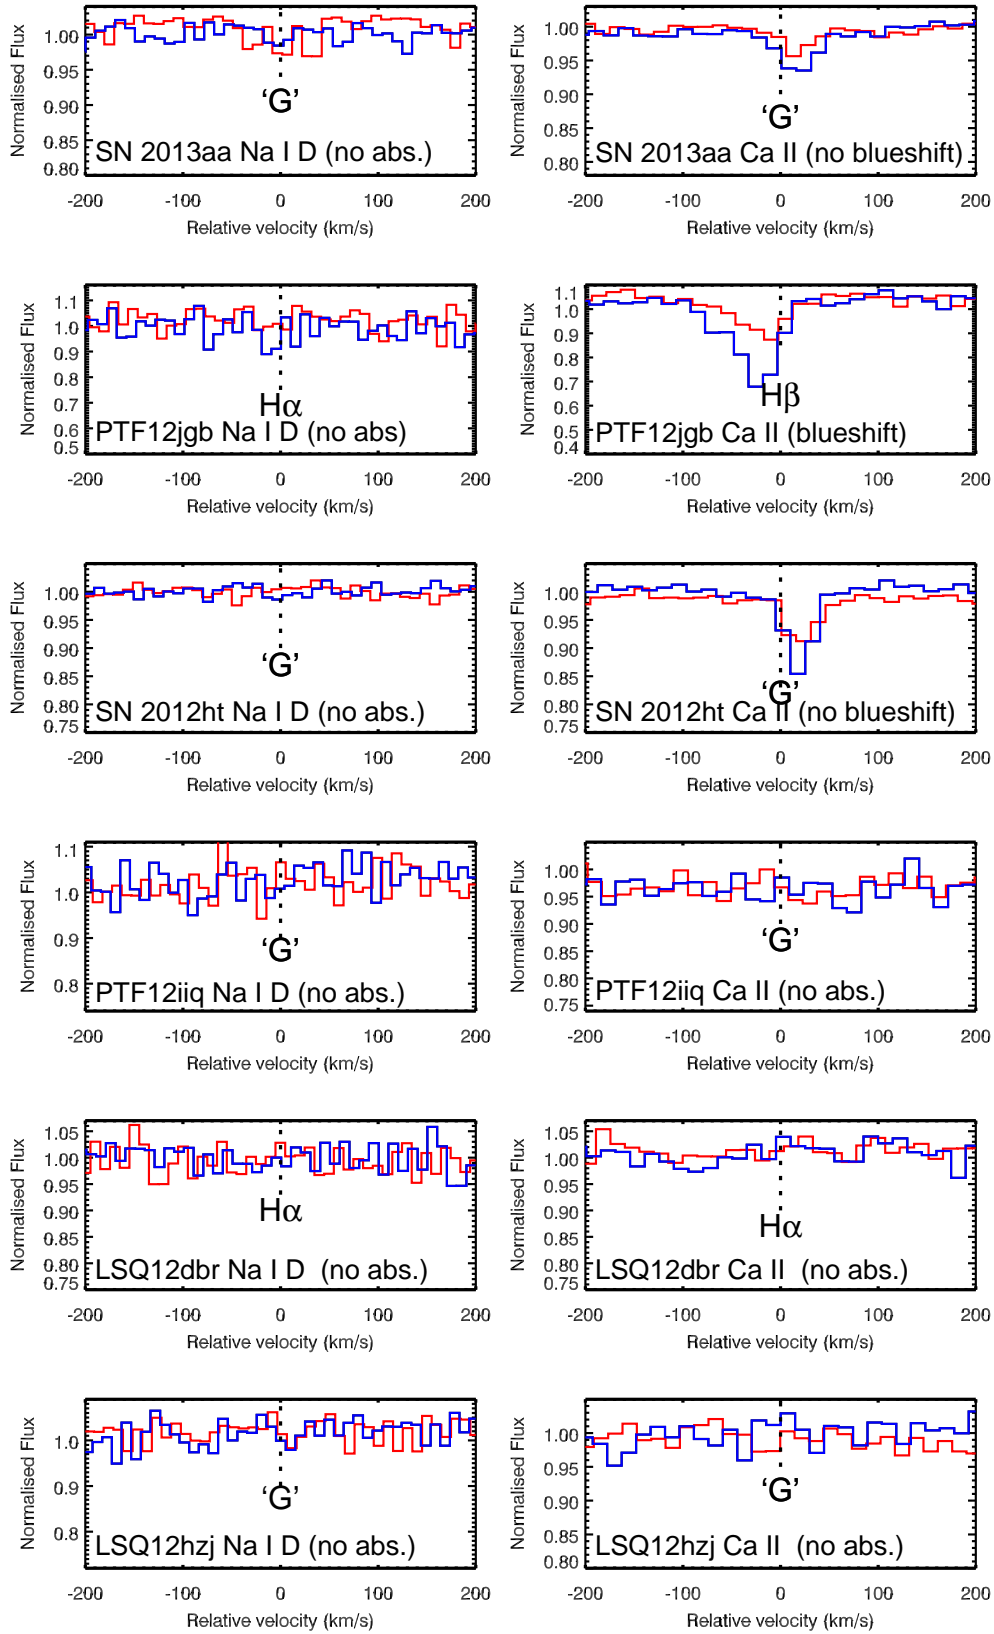 Normalised Flux
1.00
0.95
0.90
0.85
0.80
'G'
SN 2013aa Na I D (no abs.)
-200 -100 0 100 200
Relative velocity (km/s)
Normalised Flux
1.00
0.95
0.90
0.85
0.80
'G'
SN 2013aa Ca II (no blueshift)
-200 -100 0 100 200
Relative velocity (km/s)
Normalised Flux
1.1
1.0
0.9
0.8
0.7
0.6
0.5
Hα
PTF12jgb Na I D (no abs)
-200 -100 0 100 200
Relative velocity (km/s)
Normalised Flux
1.1
1.0
0.9
0.8
0.7
0.6
0.5
0.4
Hβ
PTF12jgb Ca II (blueshift)
-200 -100 0 100 200
Relative velocity (km/s)
Normalised Flux
1.00
0.95
0.90
0.85
0.80
0.75
'G'
SN 2012ht Na I D (no abs.)
-200 -100 0 100 200
Relative velocity (km/s)
Normalised Flux
1.00
0.95
0.90
0.85
0.80
0.75
'G'
SN 2012ht Ca II (no blueshift)
-200 -100 0 100 200
Relative velocity (km/s)
Normalised Flux
1.1
1.0
0.9
0.8
'G'
PTF12iiq Na I D (no abs.)
-200 -100 0 100 200
Relative velocity (km/s)
Normalised Flux
1.00
0.95
0.90
0.85
0.80
0.75
'G'
PTF12iiq Ca II (no abs.)
-200 -100 0 100 200
Relative velocity (km/s)
Normalised Flux
1.05
1.00
0.95
0.90
0.85
0.80
0.75
Hα
LSQ12dbr Na I D (no abs.)
-200 -100 0 100 200
Relative velocity (km/s)
Normalised Flux
1.05
1.00
0.95
0.90
0.85
0.80
0.75
Hα
LSQ12dbr Ca II (no abs.)
-200 -100 0 100 200
Relative velocity (km/s)
Normalised Flux
1.0
0.9
0.8
'G'
LSQ12hzj Na I D (no abs.)
-200 -100 0 100 200
Relative velocity (km/s)
Normalised Flux
1.00
0.95
0.90
0.85
0.80
'G'
LSQ12hzj Ca II (no abs.)
-200 -100 0 100 200
Relative velocity (km/s)